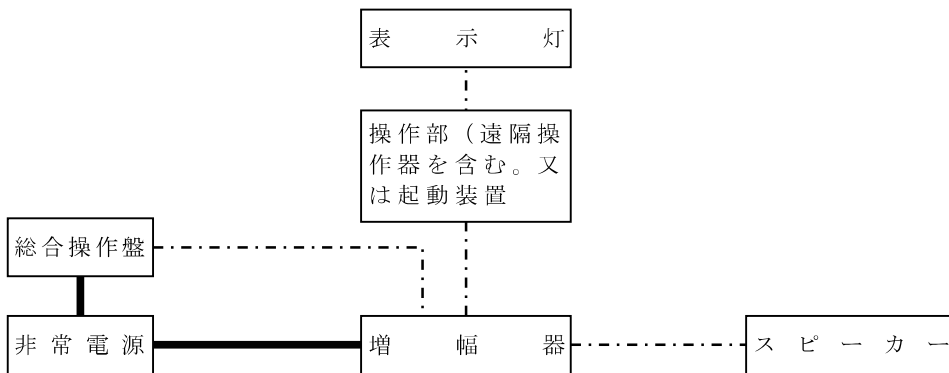 表示灯
操作部（遠隔操
作器を含む。又
は起動装置
総合操作盤
非常電源
増幅器
スピーカー